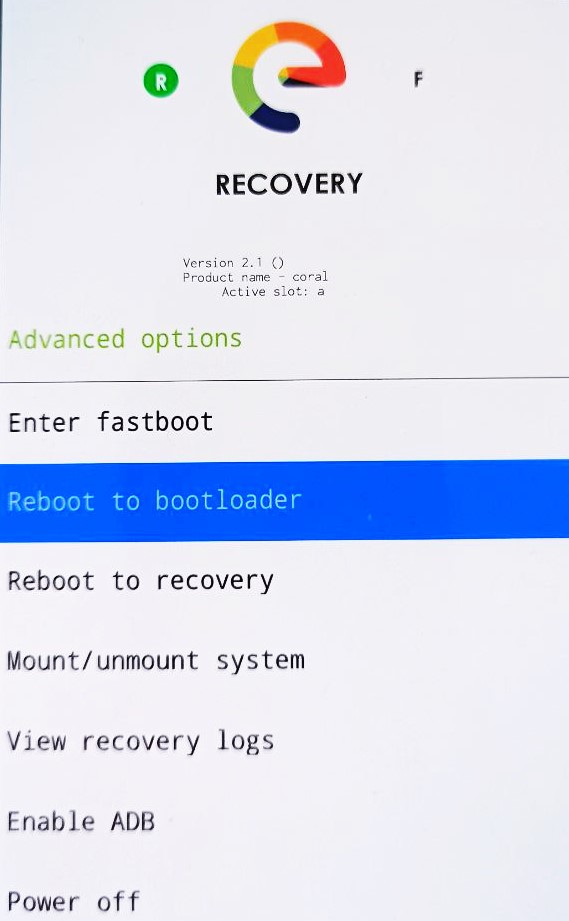 R
F
RECOVERY
Version 2.1 ()
Product name - coral
Active slot: a
Advanced options
Enter fastboot
Reboot to bootloader
Reboot to recovery
Mount/unmount system
View recovery logs
Enable ADB
Power off